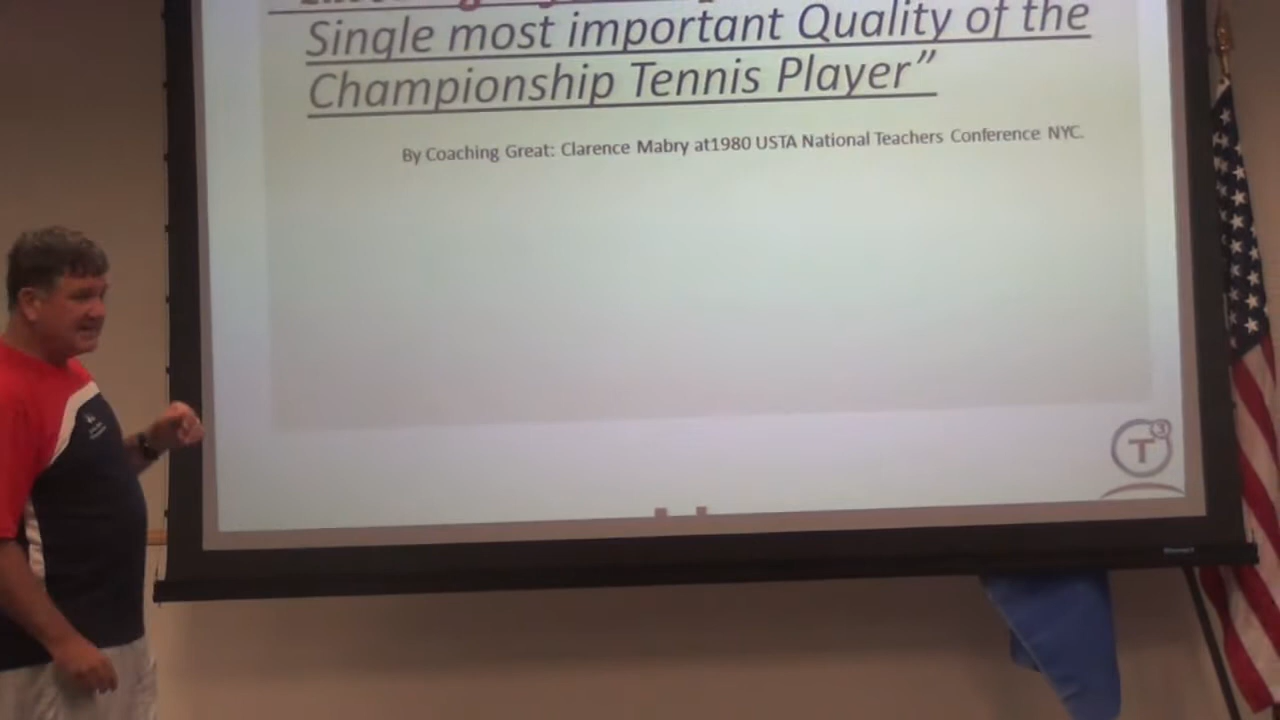 Single most important Quality of the
Championship Tennis Player”
By Coaching Great: Clarence Mabry at1980 USTA National Teachers Conference NYC.
T3